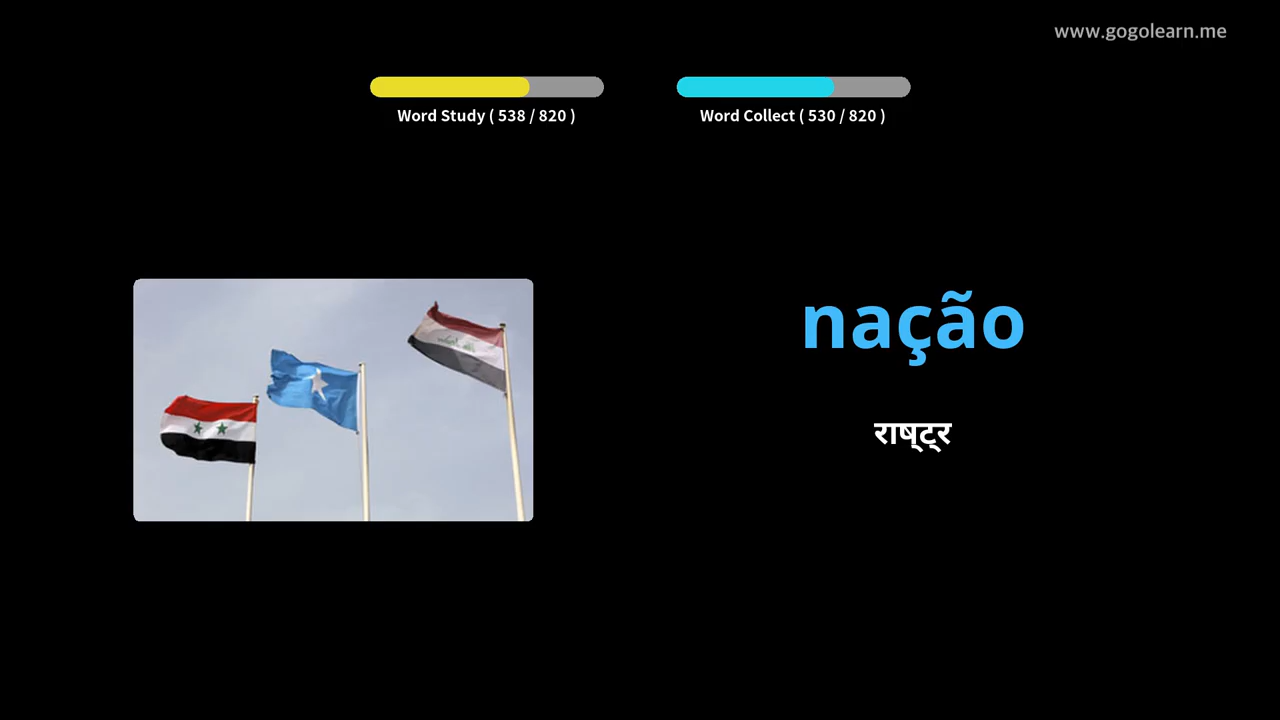 www.gogolearn.me
Word Study ( 538 / 820 )
Word Collect ( 530 / 820 )
nação
राष्ट्र